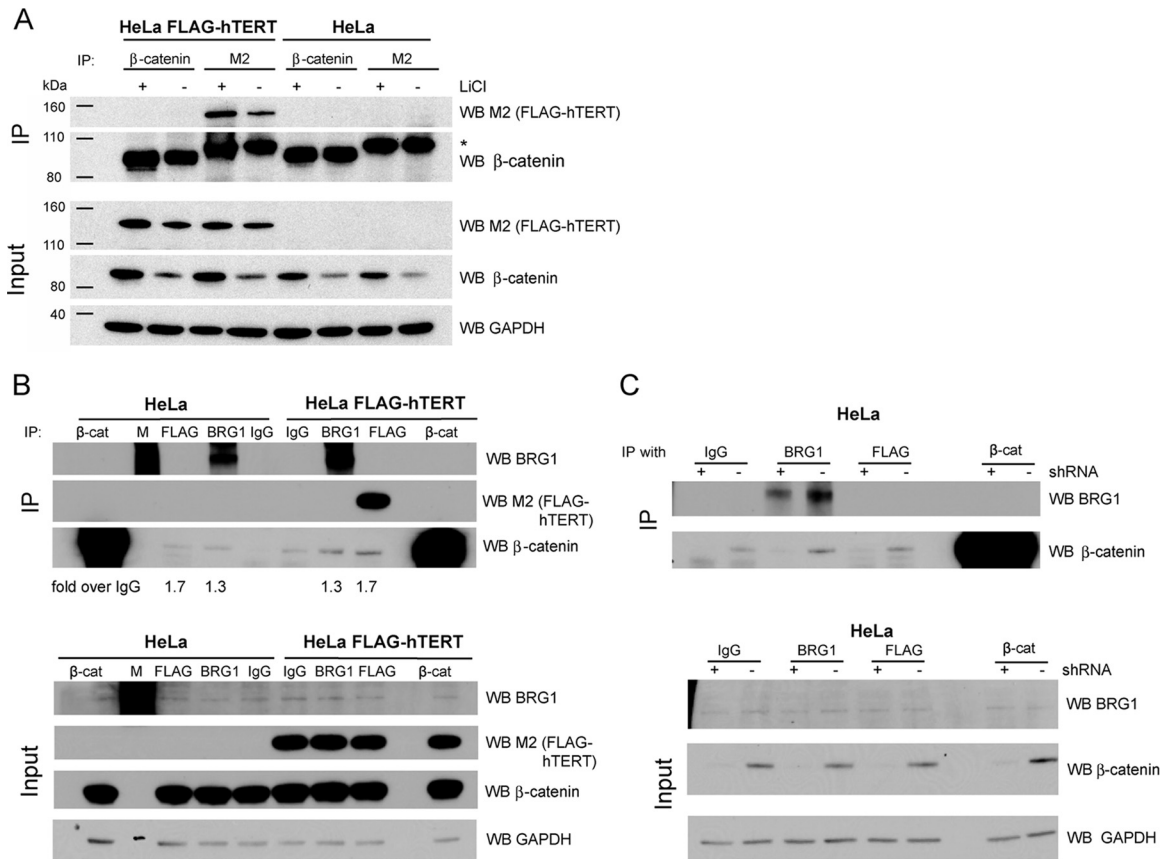 A
HeLa FLAG-hTERT HeLa
IP: β-catenin M2 β-catenin M2
kDa + - + - + - + - LiCl
160 WB M2 (FLAG-hTERT)
IP
110 *
WB β-catenin
80
160
WB M2 (FLAG-hTERT)
110
Input
WB β-catenin
80
40
WB GAPDH
B
HeLa HeLa FLAG-hTERT
IP: β-cat M FLAG BRG1 IgG IgG BRG1 FLAG β-cat
WB BRG1
IP
WB M2 (FLAG-
hTERT)
WB β-catenin
fold over IgG 1.7 1.3 1.3 1.7
HeLa HeLa FLAG-hTERT
β-cat M FLAG BRG1 IgG IgG BRG1 FLAG β-cat
WB BRG1
Input
WB M2 (FLAG-
hTERT)
WB β-catenin
WB GAPDH
C
HeLa
IP with IgG BRG1 FLAG β-cat
+ - + - + - + - shRNA
WB BRG1
IP
WB β-catenin
HeLa
IgG BRG1 FLAG β-cat
+ - + - + - + - shRNA
WB BRG1
Input
WB β-catenin
WB GAPDH